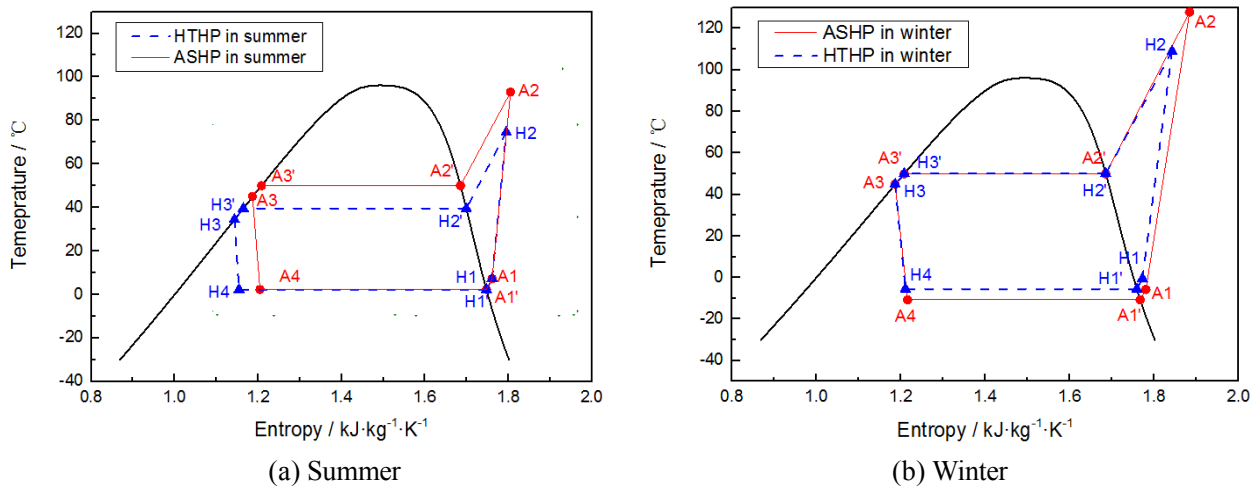 HTHP in summer
ASHP in summer
120
100
80
60
40
20
0
-20
-40
0.8
1.0
1.2
1.4
1.6
1.8
2.0
Temeprature / ℃
Entropy / kJ·kg⁻¹·K⁻¹
A2
H2
A2'
A3'
A3
H3'
H3
H2'
H4
A4
H1
A1
H1'
A1'
(a) Summer
ASHP in winter
HTHP in winter
120
100
80
60
40
20
0
-20
-40
0.8
1.0
1.2
1.4
1.6
1.8
2.0
Temeprature / ℃
Entropy / kJ·kg⁻¹·K⁻¹
A2
H2
A3'
H3'
A2'
A3
H3
H2'
H4
H1
H1'
A1
A4
A1'
(b) Winter